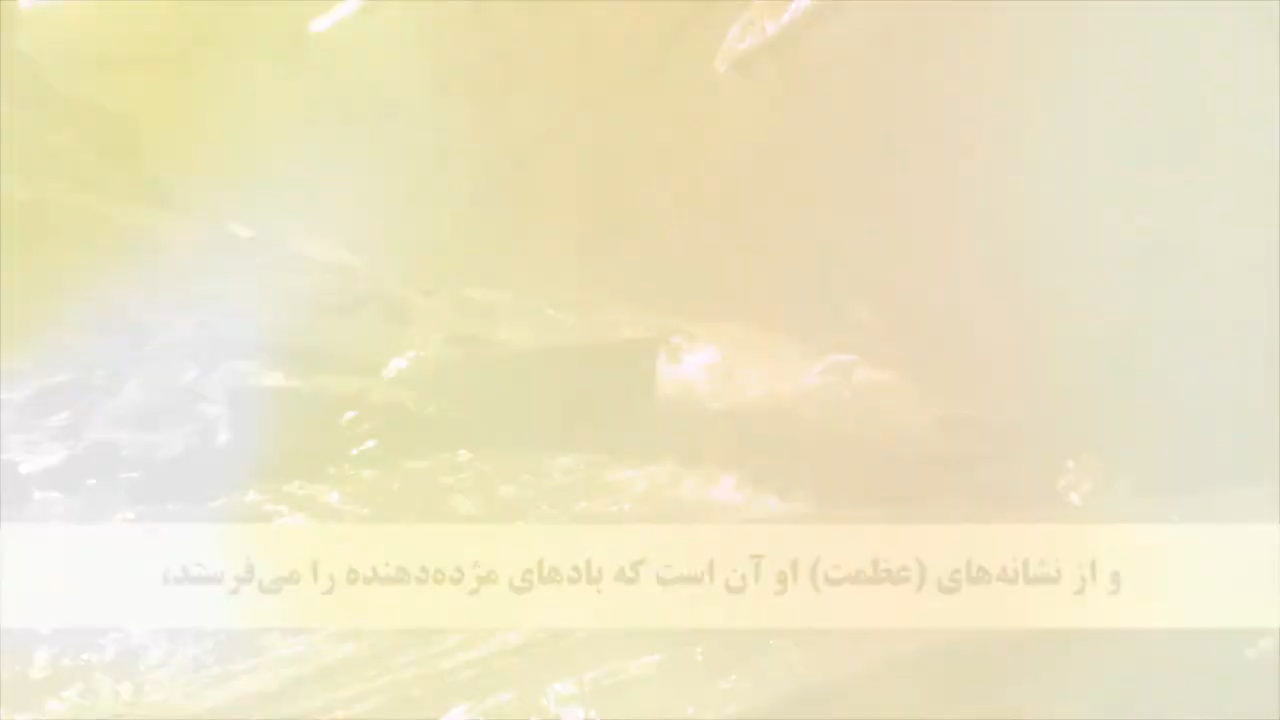 و از نشانه‌های (عظمت) او آن است که بادهای مژده‌دهنده را می‌فرستد،